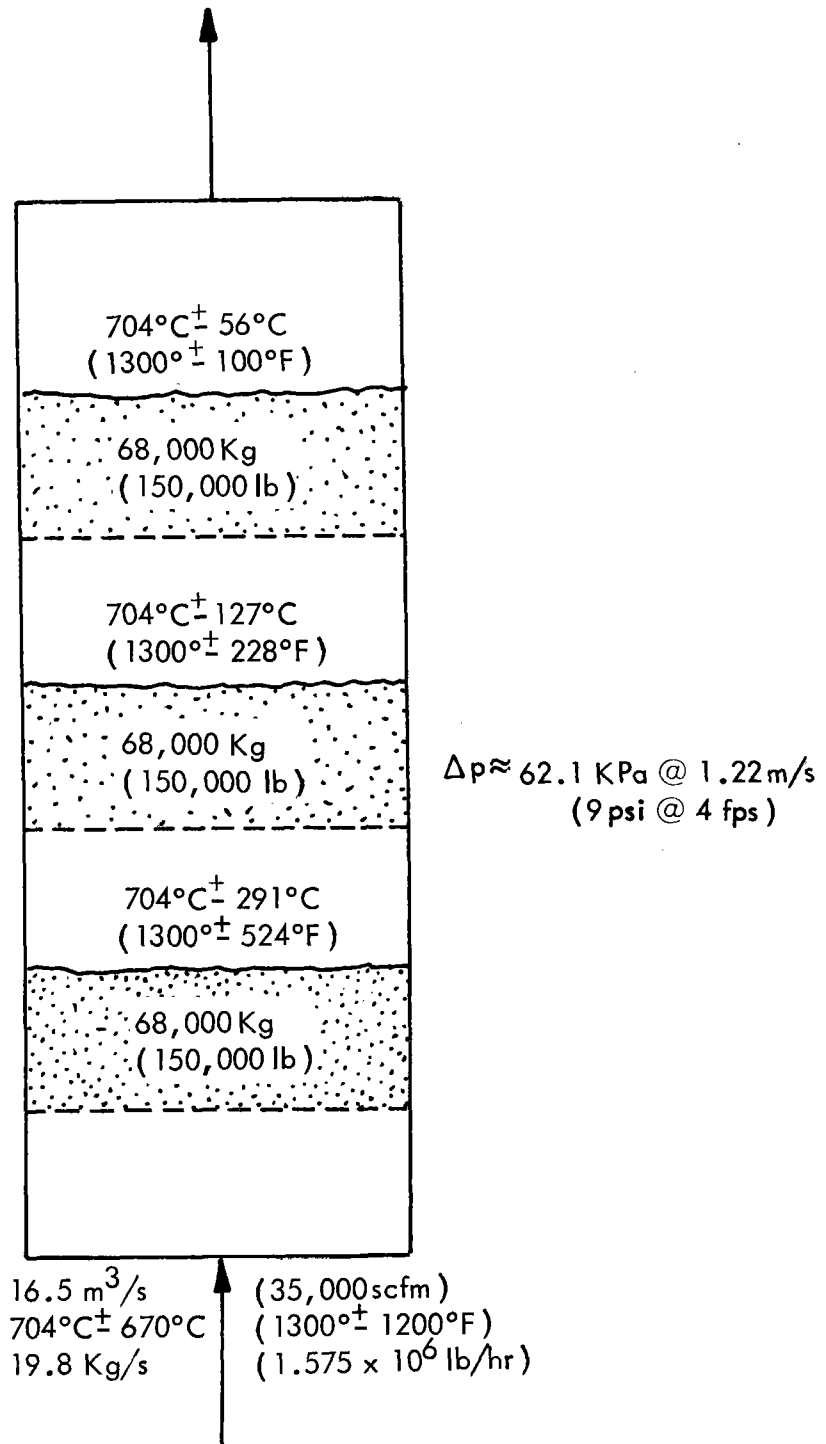 704°C ± 56°C
(1300° ± 100°F)
68,000 Kg
(150,000 lb)
704°C ± 127°C
(1300° ± 228°F)
68,000 Kg
(150,000 lb)
Δp≈ 62.1 KPa @ 1.22 m/s
(9 psi @ 4 fps)
704°C ± 291°C
(1300° ± 524°F)
68,000 Kg
(150,000 lb)
16.5 m³/s (35,000 scfm)
704°C ± 670°C (1300° ± 1200°F)
19.8 Kg/s (1.575 x 10⁶ lb/hr)